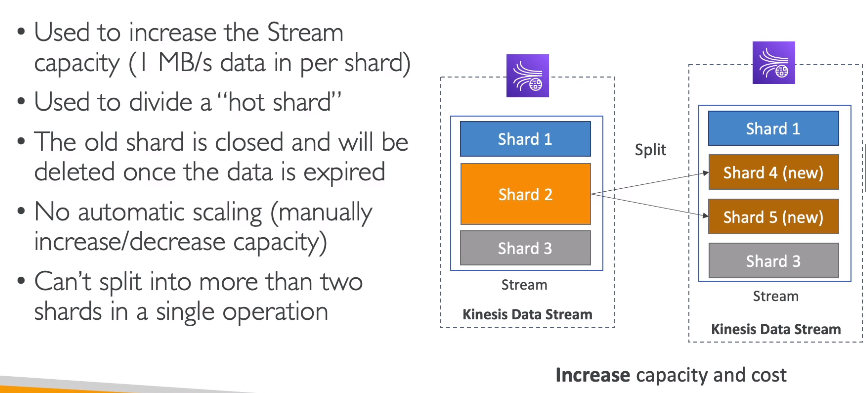 • Used to increase the Stream
capacity (1 MB/s data in per shard)
• Used to divide a “hot shard”
• The old shard is closed and will be
deleted once the data is expired
• No automatic scaling (manually
increase/decrease capacity)
• Can’t split into more than two
shards in a single operation
Shard 1
Shard 2
Shard 3
Stream
Kinesis Data Stream
Split
Shard 1
Shard 4 (new)
Shard 5 (new)
Shard 3
Stream
Kinesis Data Stream
Increase capacity and cost